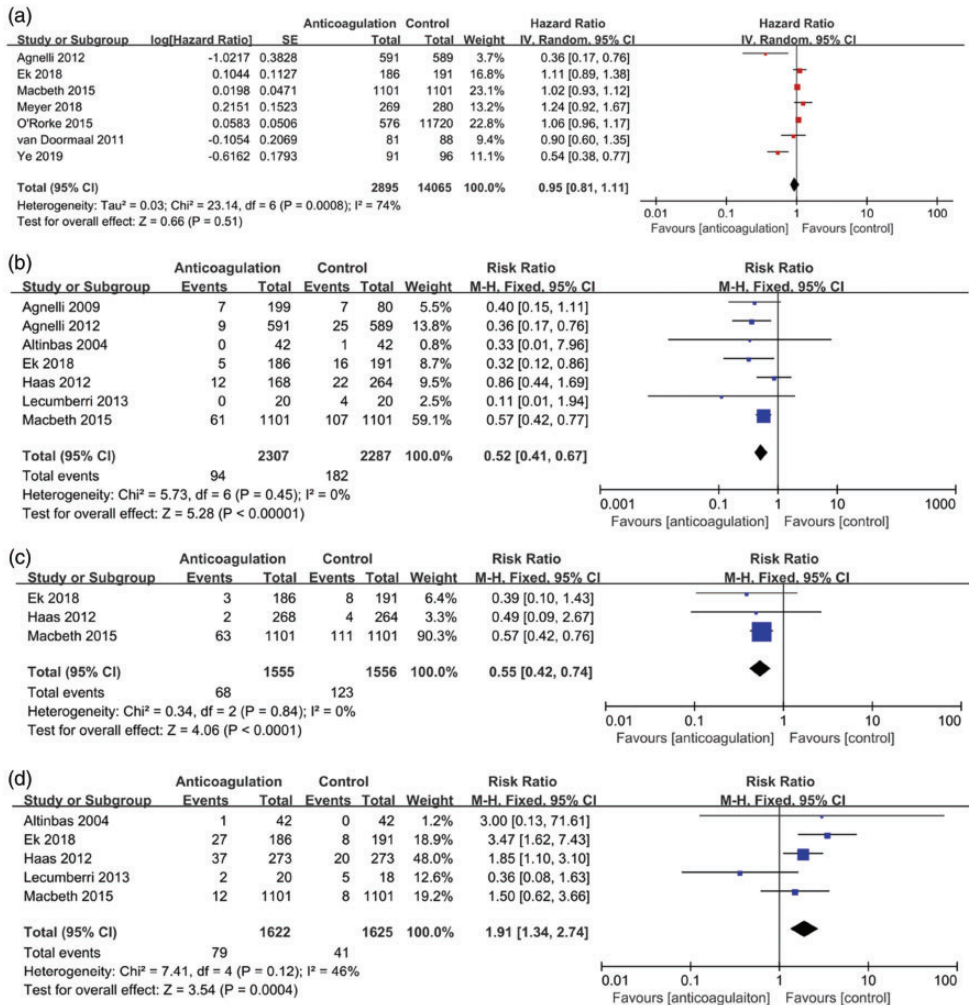 (a)
Anticoagulation Control Hazard Ratio Hazard Ratio
Study or Subgroup log[Hazard Ratio] SE Total Total Weight IV. Random. 95% CI IV. Random. 95% CI
Agnelli 2012 -1.0217 0.3828 591 589 3.7% 0.36 [0.17, 0.76]
Ek 2018 0.1044 0.1127 186 191 16.8% 1.11 [0.89, 1.38]
Macbeth 2015 0.0198 0.0471 1101 1101 23.1% 1.02 [0.93, 1.12]
Meyer 2018 0.2151 0.1523 269 280 13.2% 1.24 [0.92, 1.67]
O'Rorke 2015 0.0583 0.0506 576 11720 22.8% 1.06 [0.96, 1.17]
van Doormaal 2011 -0.1054 0.2069 81 88 9.4% 0.90 [0.60, 1.35]
Ye 2019 -0.6162 0.1793 91 96 11.1% 0.54 [0.38, 0.77]
Total (95% CI) 2895 14065 100.0% 0.95 [0.81, 1.11]
Heterogeneity: Tau² = 0.03; Chi² = 23.14, df = 6 (P = 0.0008); I² = 74%
Test for overall effect: Z = 0.66 (P = 0.51)
0.01 0.1 1 10 100
Favours [anticoagulation] Favours [control]
(b)
Anticoagulation Control Risk Ratio Risk Ratio
Study or Subgroup Events Total Events Total Weight M-H. Fixed. 95% CI M-H. Fixed. 95% CI
Agnelli 2009 7 199 7 80 5.5% 0.40 [0.15, 1.11]
Agnelli 2012 9 591 25 589 13.8% 0.36 [0.17, 0.76]
Altinbas 2004 0 42 1 42 0.8% 0.33 [0.01, 7.96]
Ek 2018 5 186 16 191 8.7% 0.32 [0.12, 0.86]
Haas 2012 12 168 22 264 9.5% 0.86 [0.44, 1.69]
Lecumberri 2013 0 20 4 20 2.5% 0.11 [0.01, 1.94]
Macbeth 2015 61 1101 107 1101 59.1% 0.57 [0.42, 0.77]
Total (95% CI) 2307 2287 100.0% 0.52 [0.41, 0.67]
Total events 94 182
Heterogeneity: Chi² = 5.73, df = 6 (P = 0.45); I² = 0%
Test for overall effect: Z = 5.28 (P < 0.00001)
0.001 0.1 1 10 1000
Favours [anticoagulation] Favours [control]
(c)
Anticoagulation Control Risk Ratio Risk Ratio
Study or Subgroup Events Total Events Total Weight M-H. Fixed. 95% CI M-H. Fixed. 95% CI
Ek 2018 3 186 8 191 6.4% 0.39 [0.10, 1.43]
Haas 2012 2 268 4 264 3.3% 0.49 [0.09, 2.67]
Macbeth 2015 63 1101 111 1101 90.3% 0.57 [0.42, 0.76]
Total (95% CI) 1555 1556 100.0% 0.55 [0.42, 0.74]
Total events 68 123
Heterogeneity: Chi² = 0.34, df = 2 (P = 0.84); I² = 0%
Test for overall effect: Z = 4.06 (P < 0.0001)
0.01 0.1 1 10 100
Favours [anticoagulation] Favours [control]
(d)
Anticoagulation Control Risk Ratio Risk Ratio
Study or Subgroup Events Total Events Total Weight M-H. Fixed. 95% CI M-H. Fixed. 95% CI
Altinbas 2004 1 42 0 42 1.2% 3.00 [0.13, 71.61]
Ek 2018 27 186 8 191 18.9% 3.47 [1.62, 7.43]
Haas 2012 37 273 20 273 48.0% 1.85 [1.10, 3.10]
Lecumberri 2013 2 20 5 18 12.6% 0.36 [0.08, 1.63]
Macbeth 2015 12 1101 8 1101 19.2% 1.50 [0.62, 3.66]
Total (95% CI) 1622 1625 100.0% 1.91 [1.34, 2.74]
Total events 79 41
Heterogeneity: Chi² = 7.41, df = 4 (P = 0.12); I² = 46%
Test for overall effect: Z = 3.54 (P = 0.0004)
0.01 0.1 1 10 100
Favours [anticoagulaiton] Favours [control]